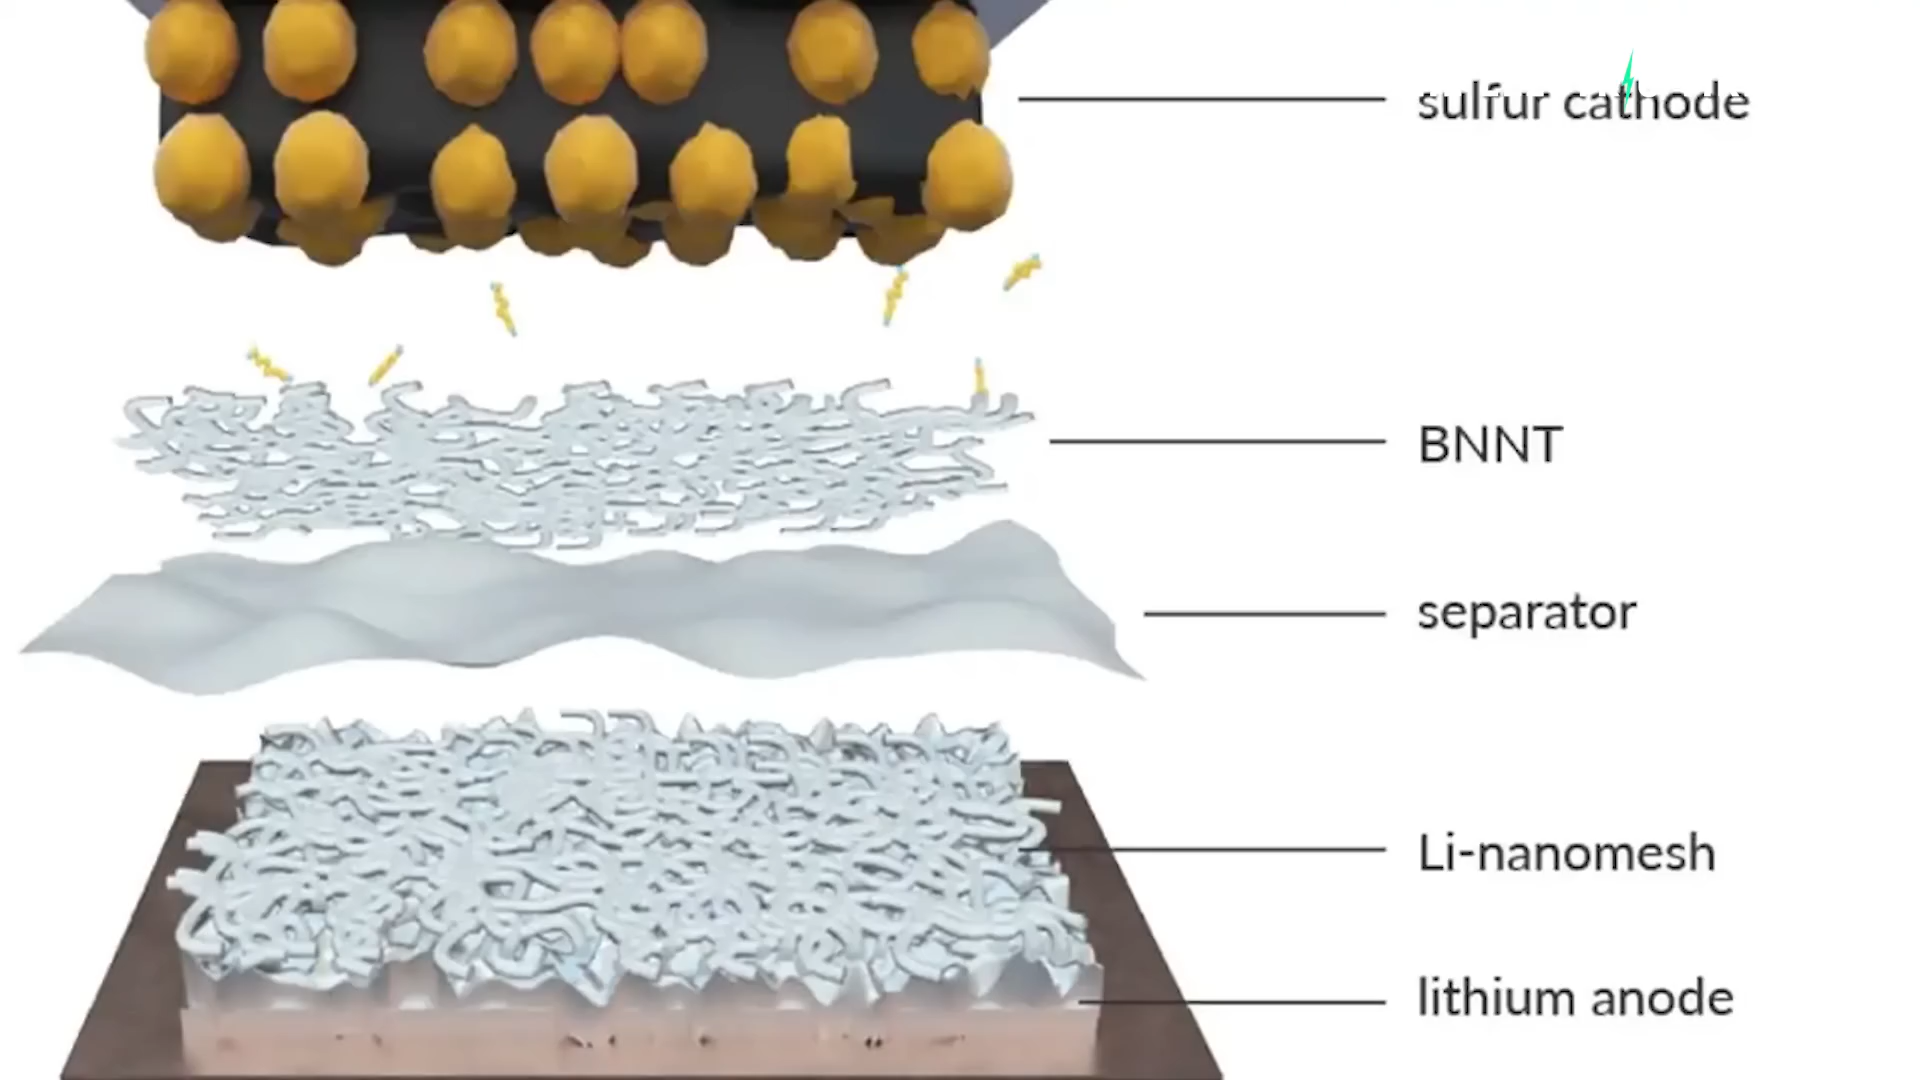 sulfur cathode
BNNT
separator
Li-nanomesh
lithium anode